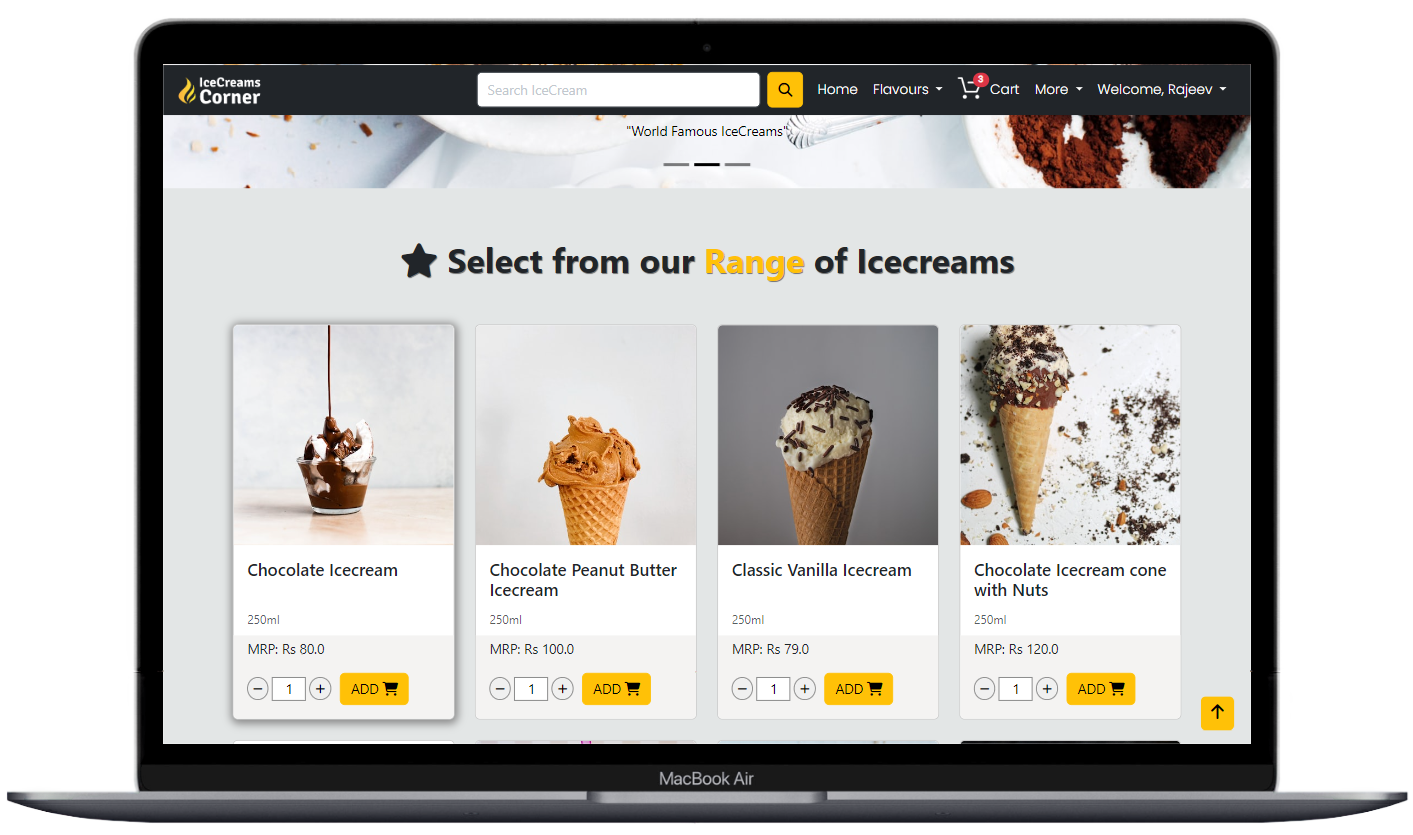 IceCreams
Corner
Search IceCream
Home
Flavours
3
Cart
More
Welcome, Rajeev
"World Famous IceCreams"
Select from our Range of Icecreams
Chocolate Icecream
250ml
MRP: Rs 80.0
1
ADD
Chocolate Peanut Butter
Icecream
250ml
MRP: Rs 100.0
1
ADD
Classic Vanilla Icecream
250ml
MRP: Rs 79.0
1
ADD
Chocolate Icecream cone
with Nuts
250ml
MRP: Rs 120.0
1
ADD
MacBook Air